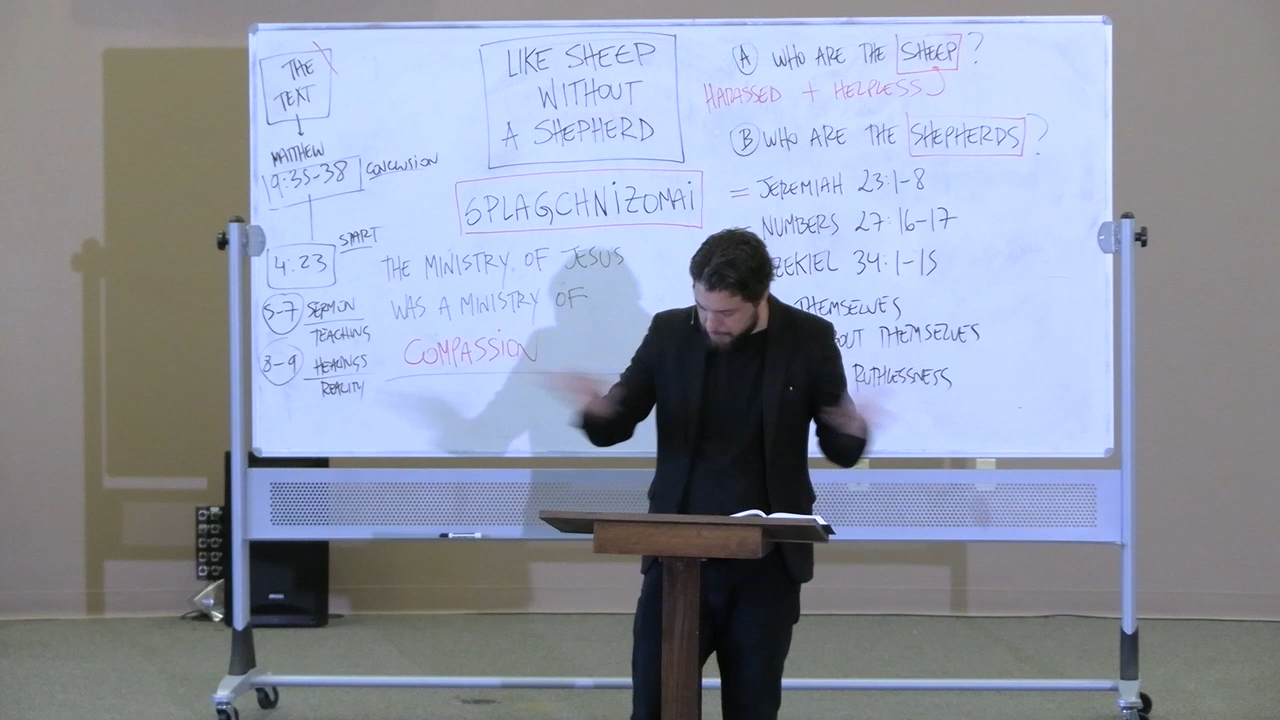 THE
TEXT
MATTHEW
9:35-38 CONCLUSION
START
4:23
5-7 SERMON
TEACHING
8-9 HEALINGS
REALITY
LIKE SHEEP
WITHOUT
A SHEPHERD
SPLAGCHNIZOMAI
THE MINISTRY OF JESUS
WAS A MINISTRY OF
COMPASSION
A WHO ARE THE SHEEP?
HARASSED + HELPLESS
B WHO ARE THE SHEPHERDS?
= JEREMIAH 23:1-8
= NUMBERS 27:16-17
ZEKIEL 34:1-15
THEMSELVES
OUT THEMSELVES
RUTHLESSNESS